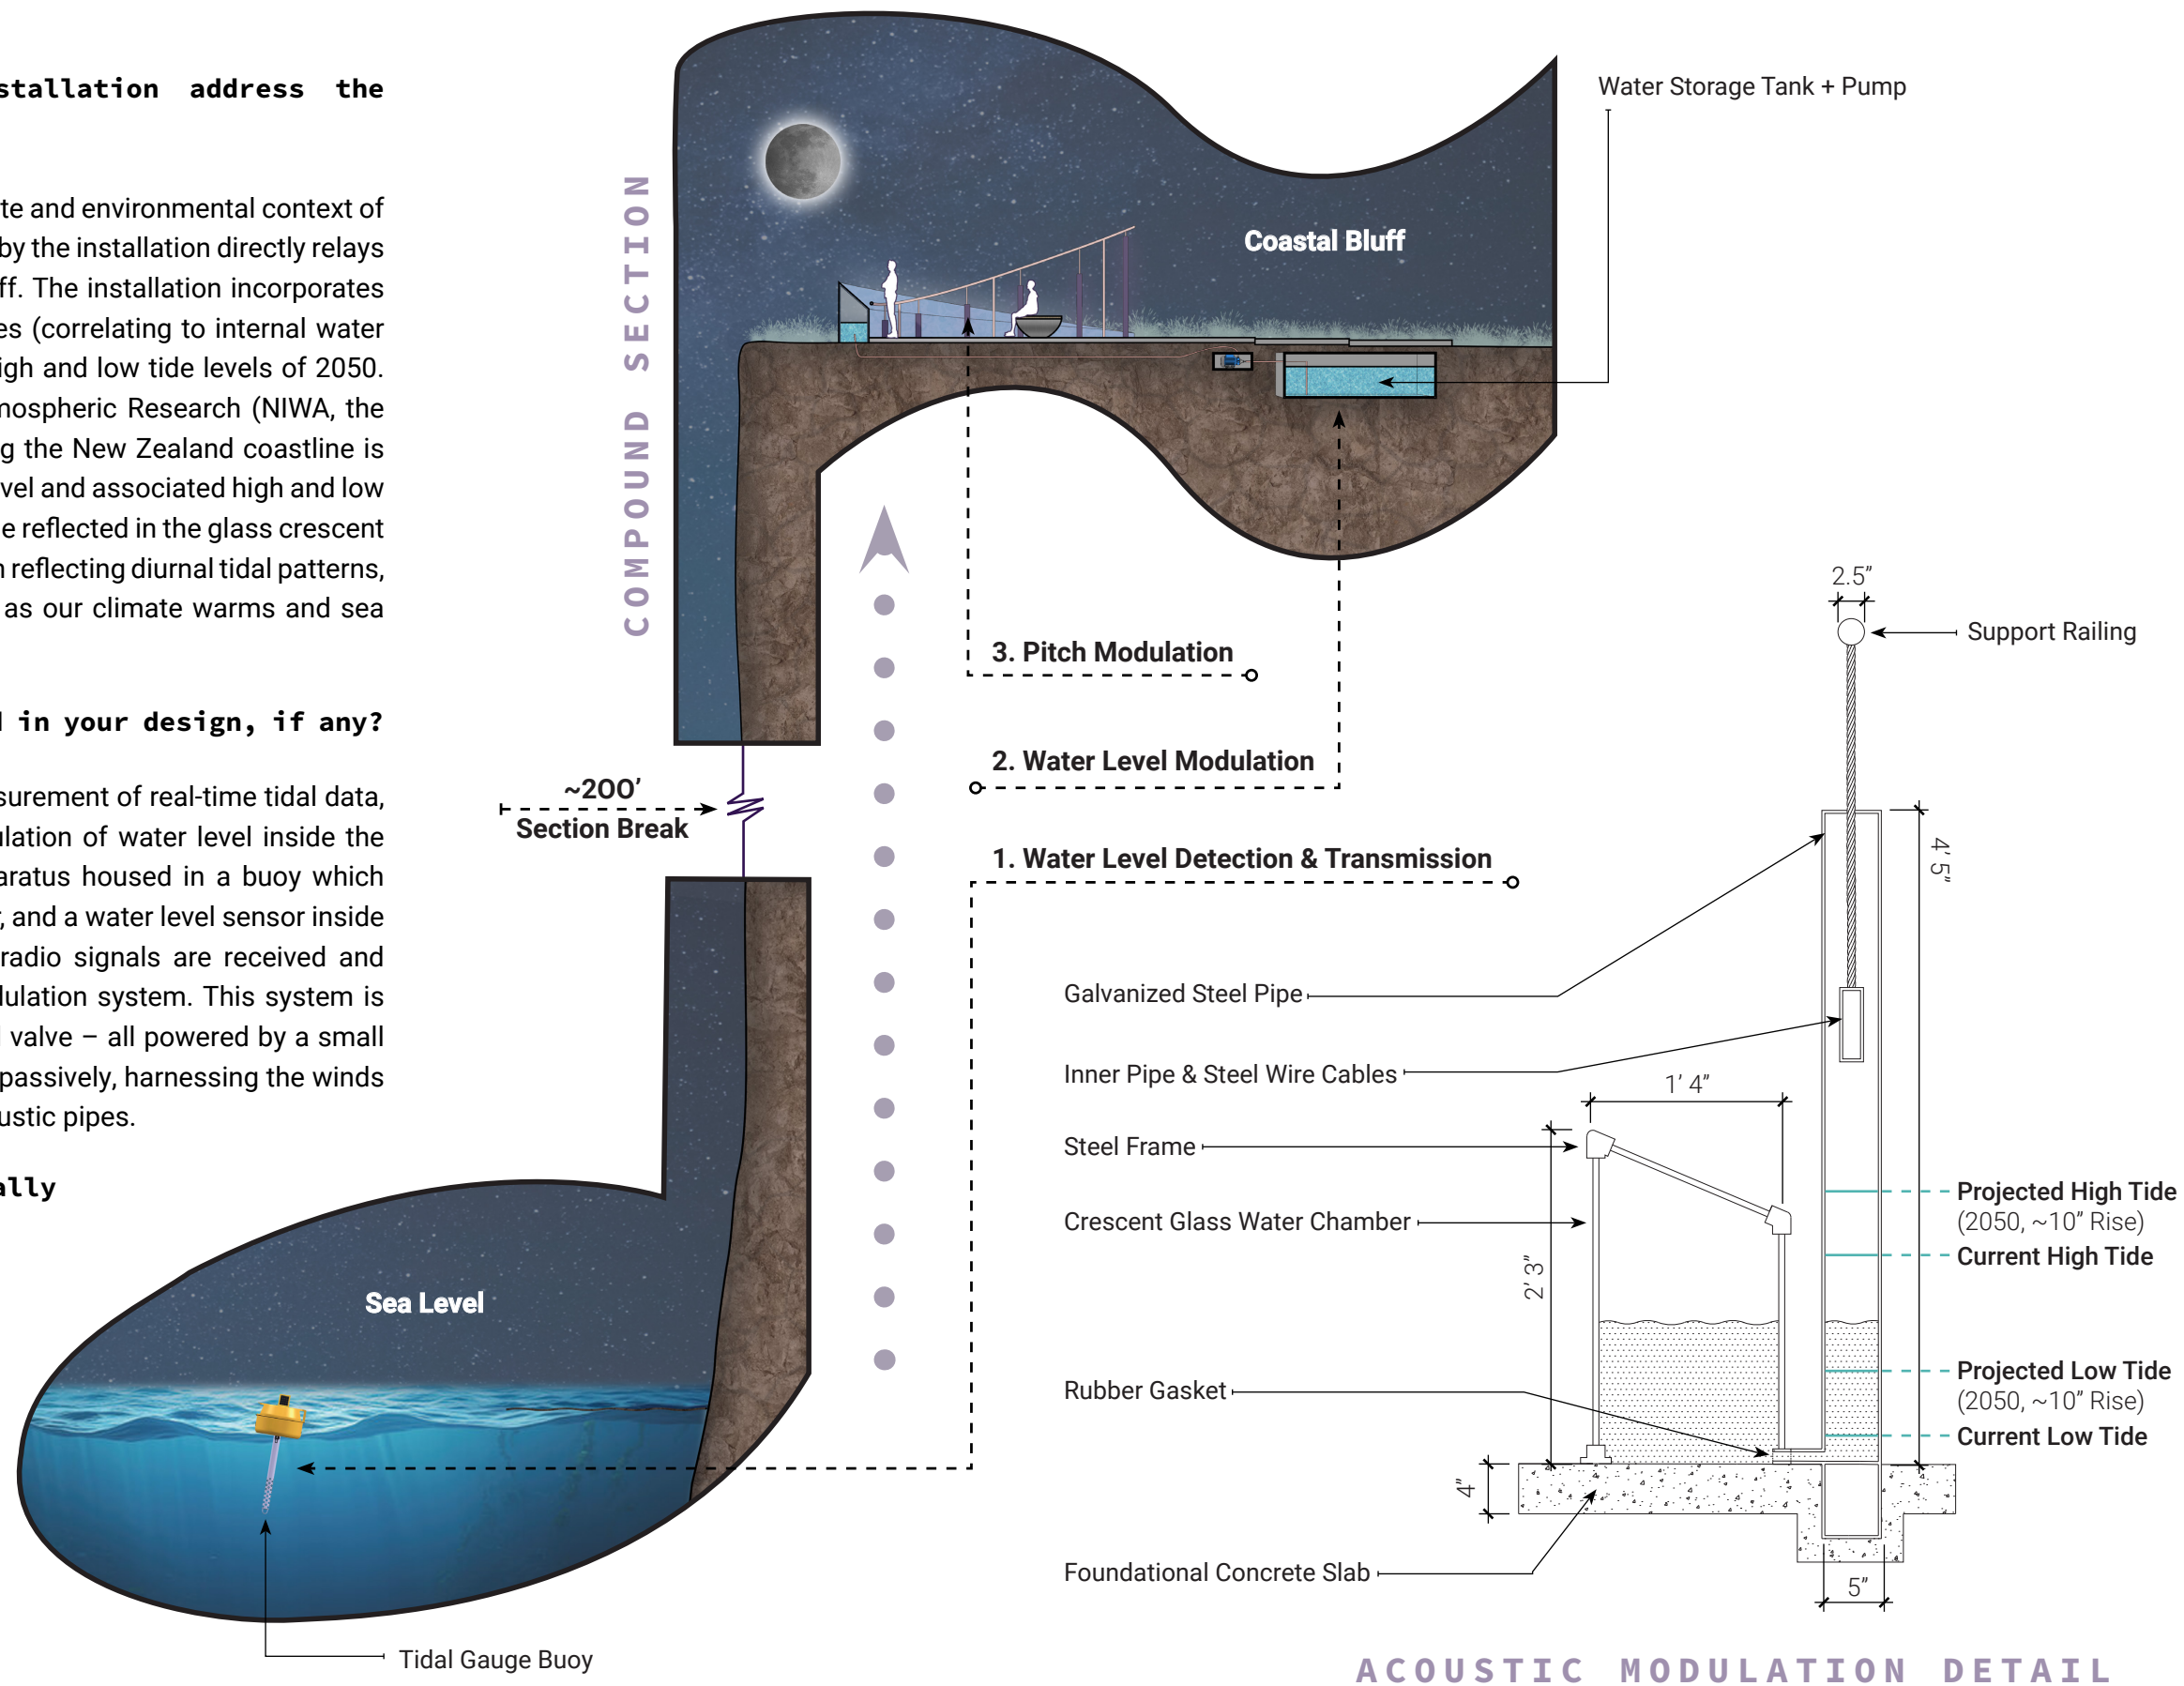 stallation address the
te and environmental context of
by the installation directly relays
ff. The installation incorporates
es (correlating to internal water
igh and low tide levels of 2050.
mospheric Research (NIWA, the
g the New Zealand coastline is
vel and associated high and low
e reflected in the glass crescent
n reflecting diurnal tidal patterns,
as our climate warms and sea
in your design, if any?
surement of real-time tidal data,
ulation of water level inside the
aratus housed in a buoy which
, and a water level sensor inside
radio signals are received and
dulation system. This system is
valve – all powered by a small
passively, harnessing the winds
ustic pipes.
ally
COMPOUND SECTION
Coastal Bluff
Water Storage Tank + Pump
3. Pitch Modulation
2. Water Level Modulation
~200’
Section Break
1. Water Level Detection & Transmission
Sea Level
Tidal Gauge Buoy
2.5”
Support Railing
4’ 5”
Galvanized Steel Pipe
Inner Pipe & Steel Wire Cables
1’ 4”
Steel Frame
Crescent Glass Water Chamber
2’ 3”
Projected High Tide
(2050, ~10” Rise)
Current High Tide
Projected Low Tide
(2050, ~10” Rise)
Current Low Tide
Rubber Gasket
4”
Foundational Concrete Slab
5”
ACOUSTIC MODULATION DETAIL